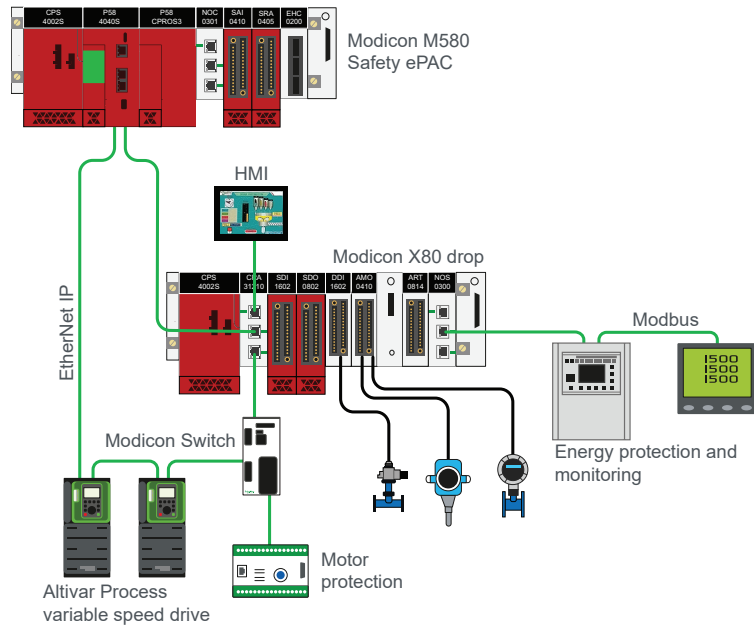 CPS
4002S
P58
4040S
P58
CPROS3
NOC
0301
SAI
0410
SRA
0405
EHC
0200
Modicon M580
Safety ePAC
HMI
Modicon X80 drop
CPS
4002S
CRA
31210
SDI
1602
SDO
0802
DDI
1602
AMO
0410
ART
0814
NOS
0300
EtherNet IP
Modbus
1500
1500
1500
Modicon Switch
Energy protection and
monitoring
Motor
protection
Altivar Process
variable speed drive